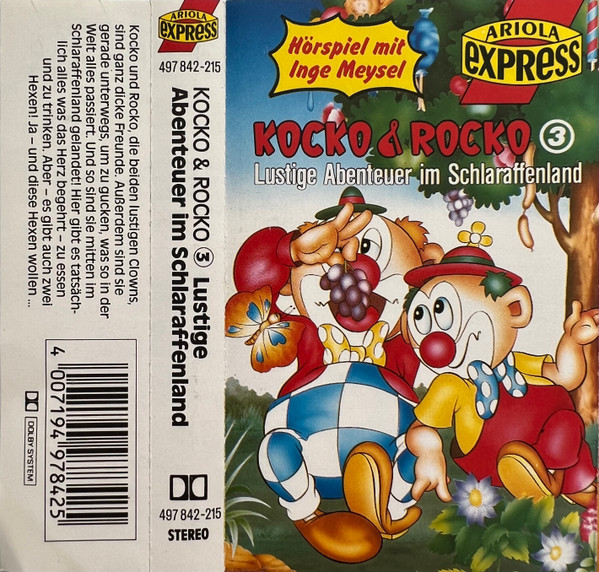 Kocko und Rocko, die beiden lustigen Clowns,
sind ganz dicke Freunde. Außerdem sind sie
gerade unterwegs, um zu gucken, was so in der
Welt alles passiert. Und so sind sie mitten im
Schlaraffenland gelandet! Hier gibt es tatsäch-
lich alles was das Herz begehrt – zu essen
und zu trinken. Aber – es gibt auch zwei
Hexen! Ja – und diese Hexen wollen ...
4 007194 978425
DOLBY SYSTEM
ARIOLA
EXPRESS
497 842-215
KOCKO & ROCKO 3 Lustige
Abenteuer im Schlaraffenland
497 842-215
STEREO
Hörspiel mit
Inge Meysel
ARIOLA
EXPRESS
KOCKO & ROCKO 3
Lustige Abenteuer im Schlaraffenland